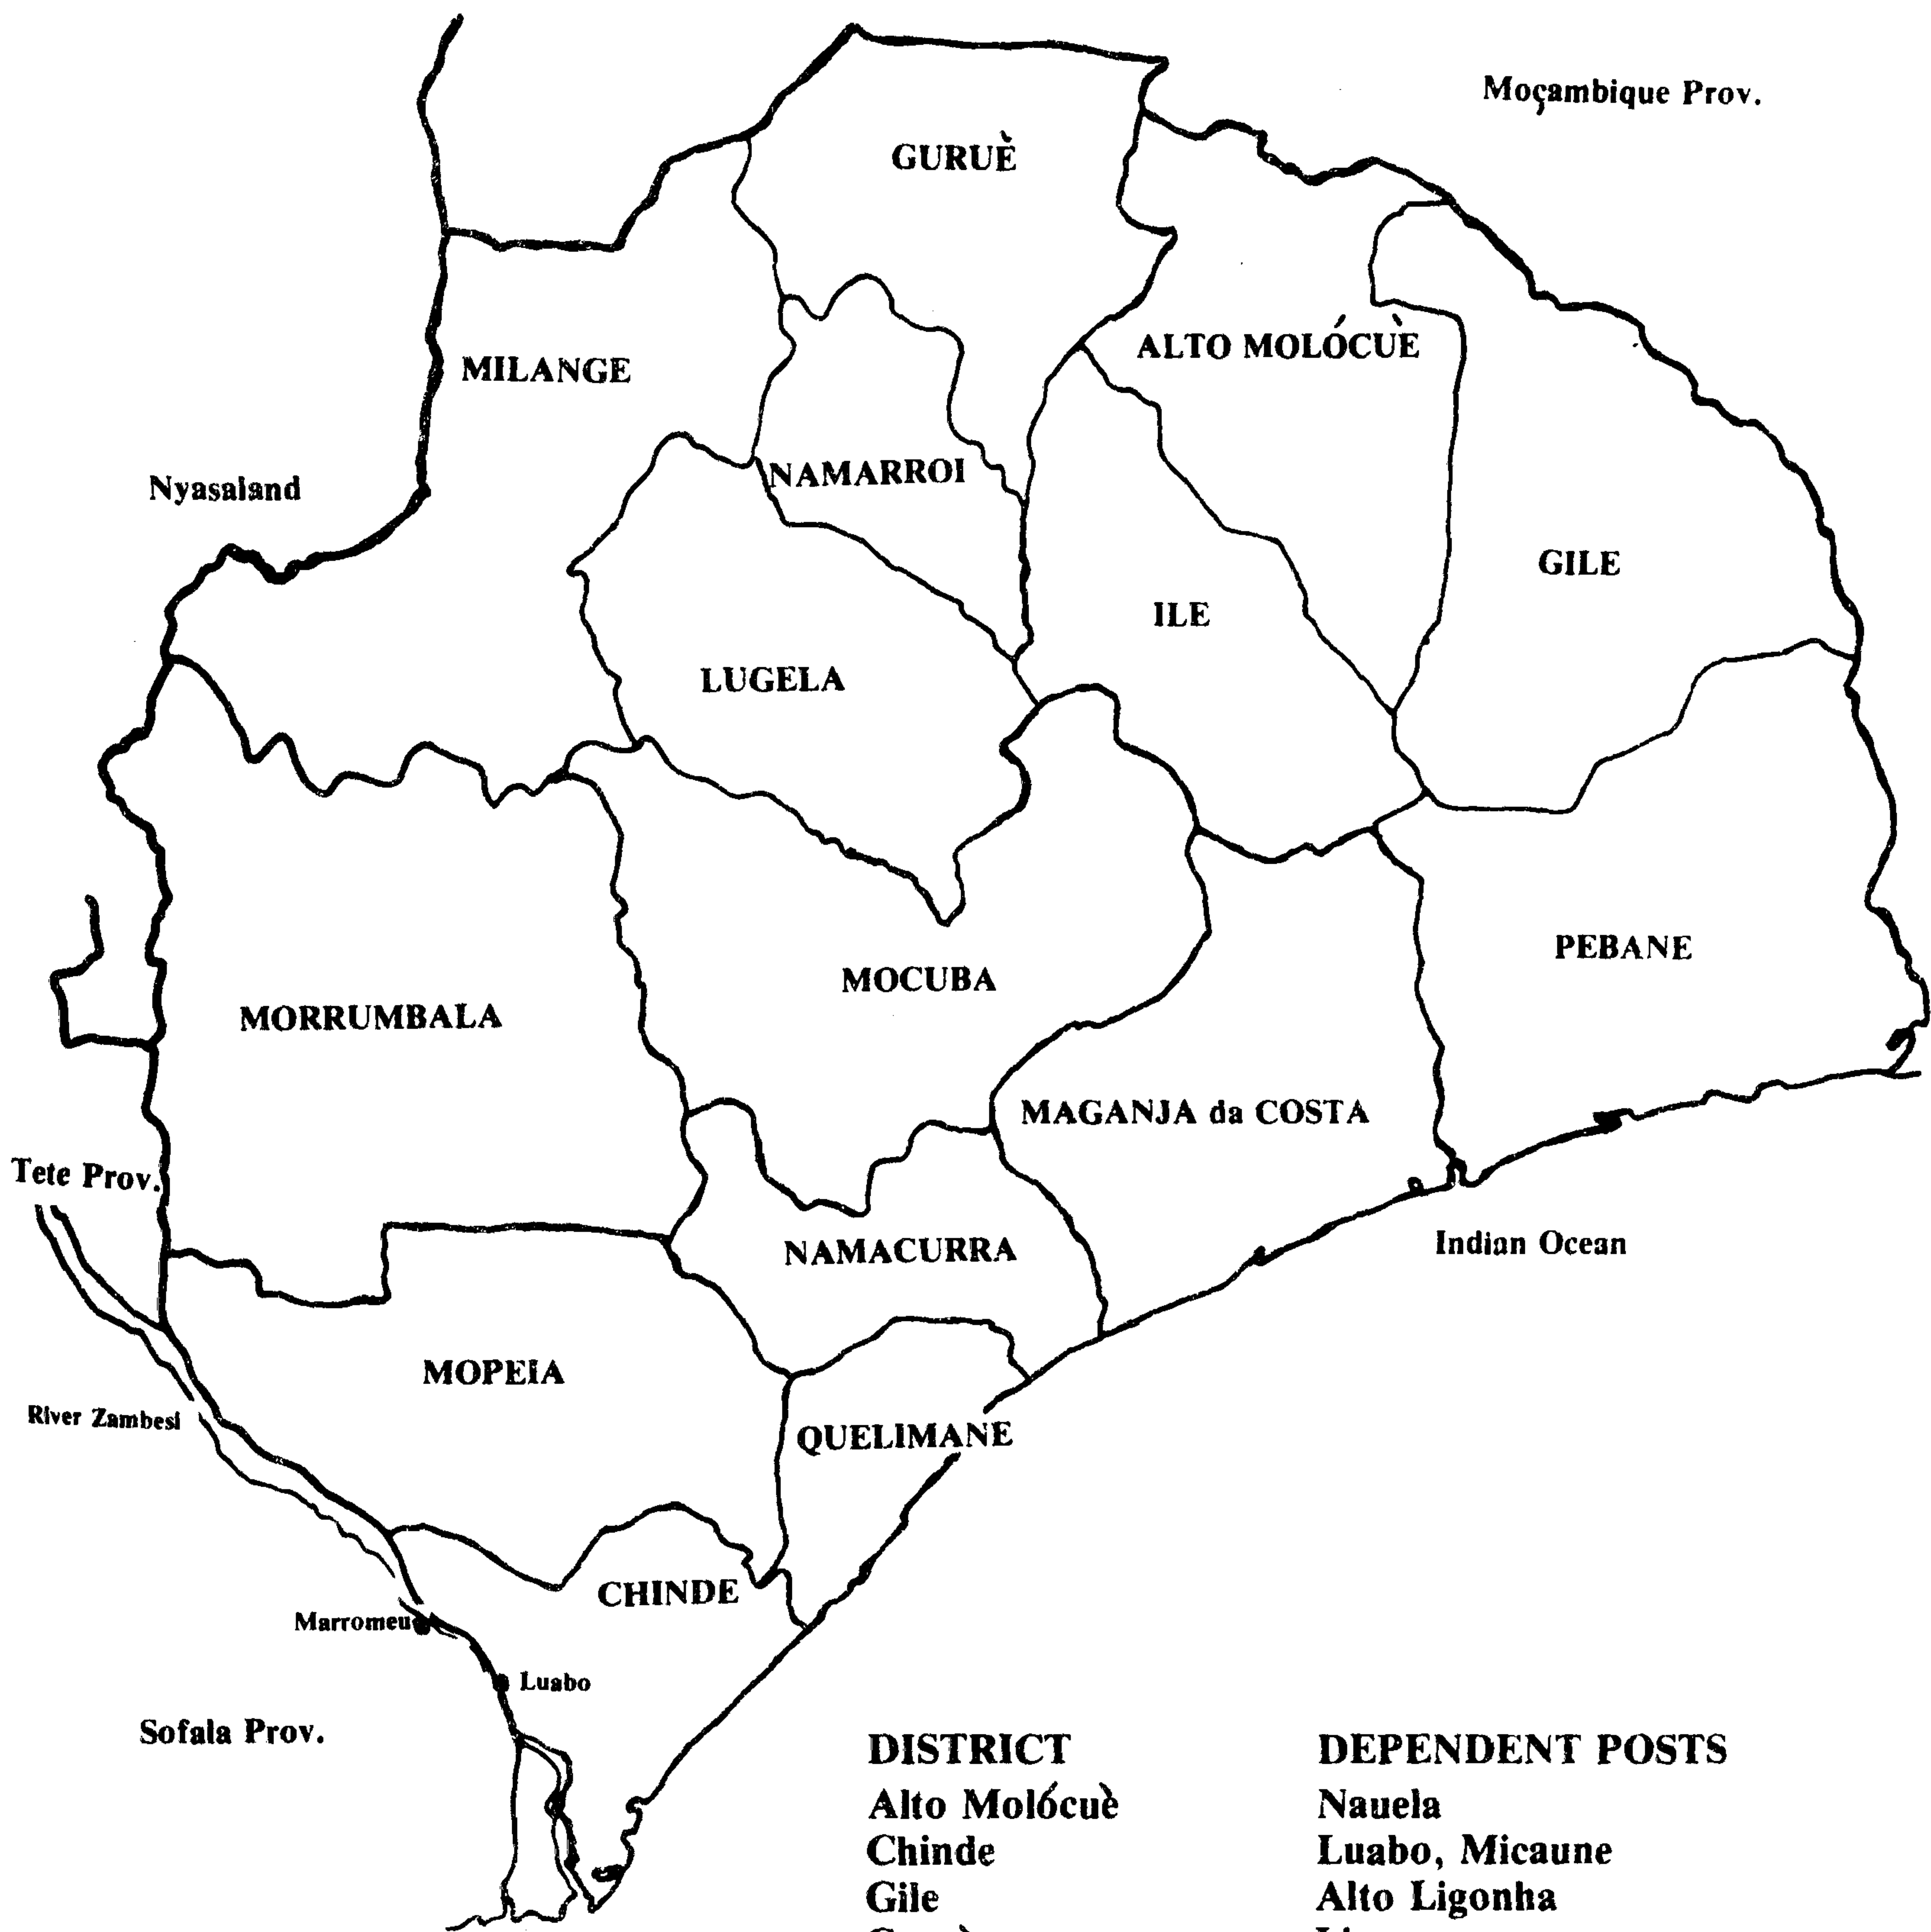 Moçambique Prov.
GURUÈ
ALTO MOLÓCUÈ
MILANGE
NAMARROI
Nyasaland
GILE
ILE
LUGELA
PEBANE
MOCUBA
MORRUMBALA
MAGANJA da COSTA
Tete Prov.
Indian Ocean
NAMACURRA
MOPEIA
River Zambesi
QUELIMANE
CHINDE
Marromeu
Luabo
Sofala Prov.
DISTRICT DEPENDENT POSTS
Alto Molócuè Nauela
Chinde Luabo, Micaune
Gile Alto Ligonha